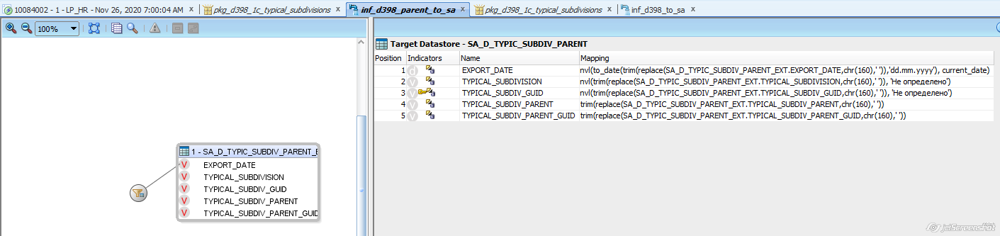 10084002 - 1 - LP_HR - Nov 26, 2020 7:00:04 AM x pkg_d398_1c_typical_subdivisions x inf_d398_parent_to_sa x pkg_d398_1c_typical_subdivisions x inf_d398_to_sa x
100%
Target Datastore - SA_D_TYPIC_SUBDIV_PARENT
Position Indicators Name Mapping
1 d EXPORT_DATE nvl(to_date(trim(replace(SA_D_TYPIC_SUBDIV_PARENT_EXT.EXPORT_DATE,chr(160),' ')),'dd.mm.yyyy'), current_date)
2 V TYPICAL_SUBDIVISION nvl(trim(replace(SA_D_TYPIC_SUBDIV_PARENT_EXT.TYPICAL_SUBDIVISION,chr(160),' ')), 'Не определено')
3 V TYPICAL_SUBDIV_GUID nvl(trim(replace(SA_D_TYPIC_SUBDIV_PARENT_EXT.TYPICAL_SUBDIV_GUID,chr(160),' ')), 'Не определено')
4 V TYPICAL_SUBDIV_PARENT trim(replace(SA_D_TYPIC_SUBDIV_PARENT_EXT.TYPICAL_SUBDIV_PARENT,chr(160),' '))
5 V TYPICAL_SUBDIV_PARENT_GUID trim(replace(SA_D_TYPIC_SUBDIV_PARENT_EXT.TYPICAL_SUBDIV_PARENT_GUID,chr(160),' '))
1 - SA_D_TYPIC_SUBDIV_PARENT_E
V EXPORT_DATE
V TYPICAL_SUBDIVISION
V TYPICAL_SUBDIV_GUID
V TYPICAL_SUBDIV_PARENT
V TYPICAL_SUBDIV_PARENT_GUID
jetScreenshot